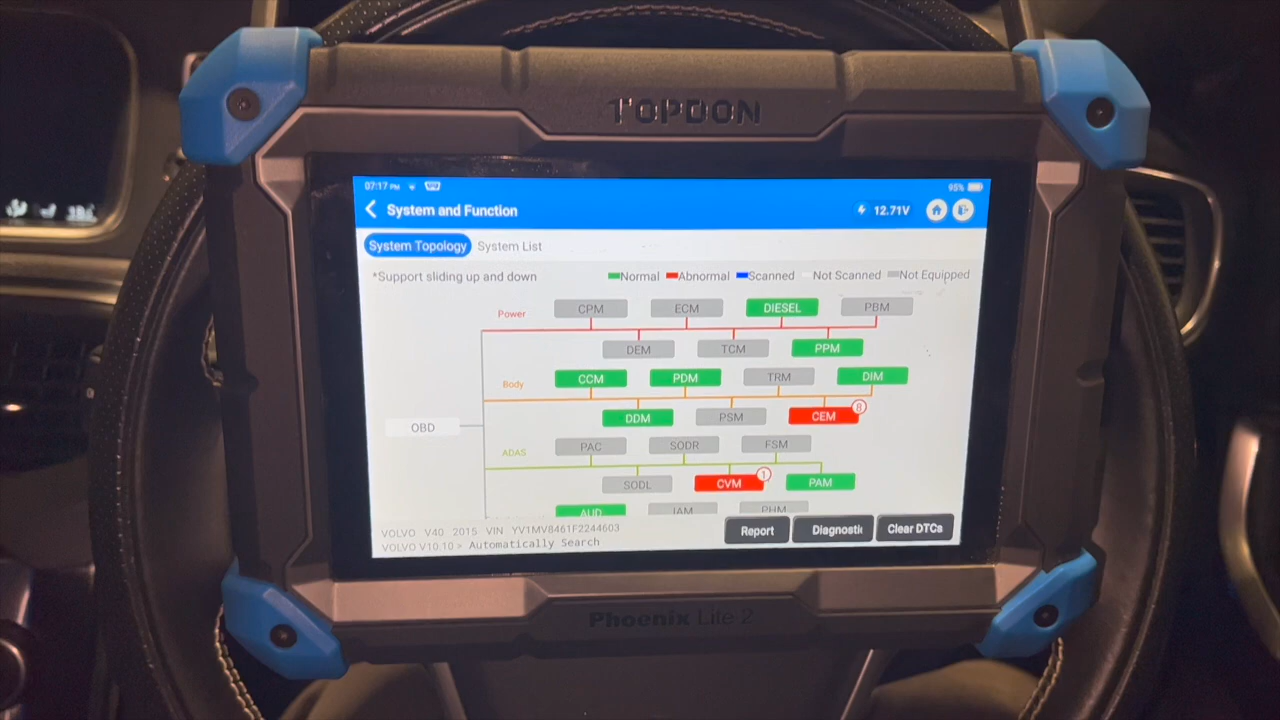 TOPDON
07:17 PM 95%
System and Function 12.71V
System Topology System List
*Support sliding up and down Normal Abnormal Scanned Not Scanned Not Equipped
Power CPM ECM DIESEL PBM
DEM TCM PPM
Body CCM PDM TRM DIM
DDM PSM CEM 8
OBD
ADAS PAC SODR FSM
SODL CVM 1 PAM
AUD IAM PHM
VOLVO V40 2015 VIN YV1MV8461F2244603
VOLVO V10.10 > Automatically Search
Report Diagnostic Clear DTCs
Phoenix Lite 2